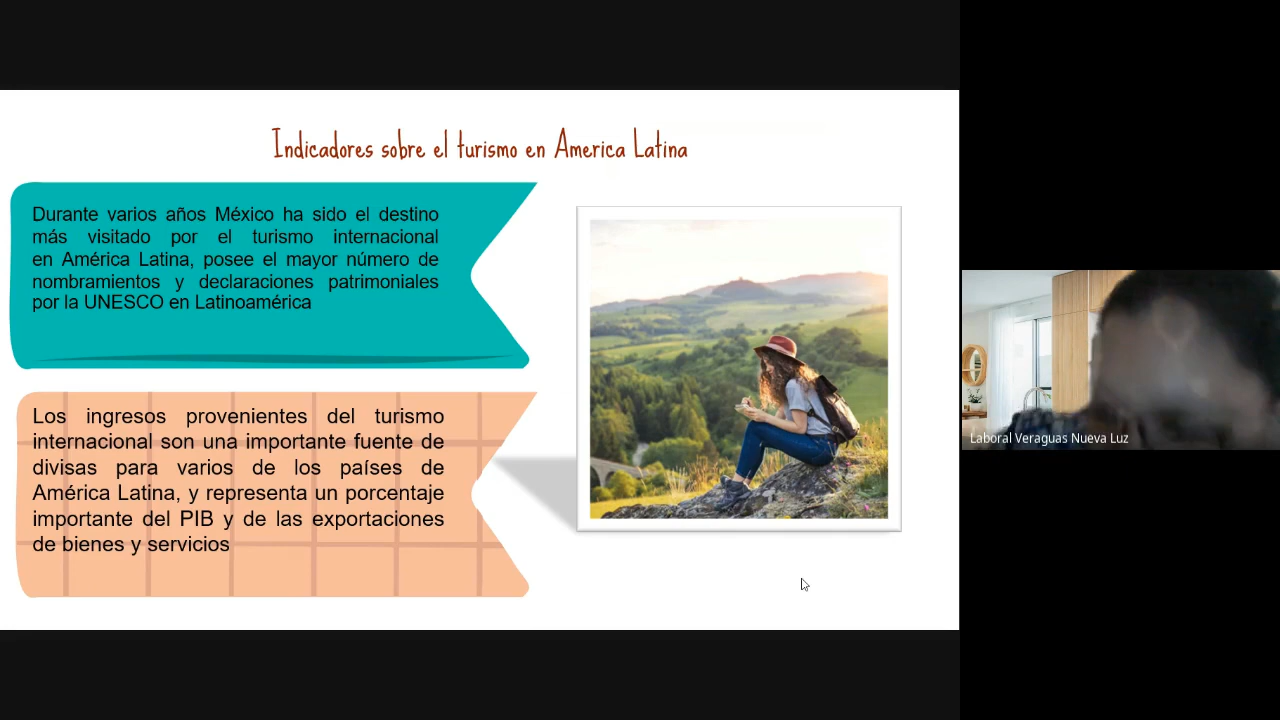 Indicadores sobre el turismo en America Latina
Durante varios años México ha sido el destino
más visitado por el turismo internacional
en América Latina, posee el mayor número de
nombramientos y declaraciones patrimoniales
por la UNESCO en Latinoamérica
Los ingresos provenientes del turismo
internacional son una importante fuente de
divisas para varios de los países de
América Latina, y representa un porcentaje
importante del PIB y de las exportaciones
de bienes y servicios
Laboral Veraguas Nueva Luz